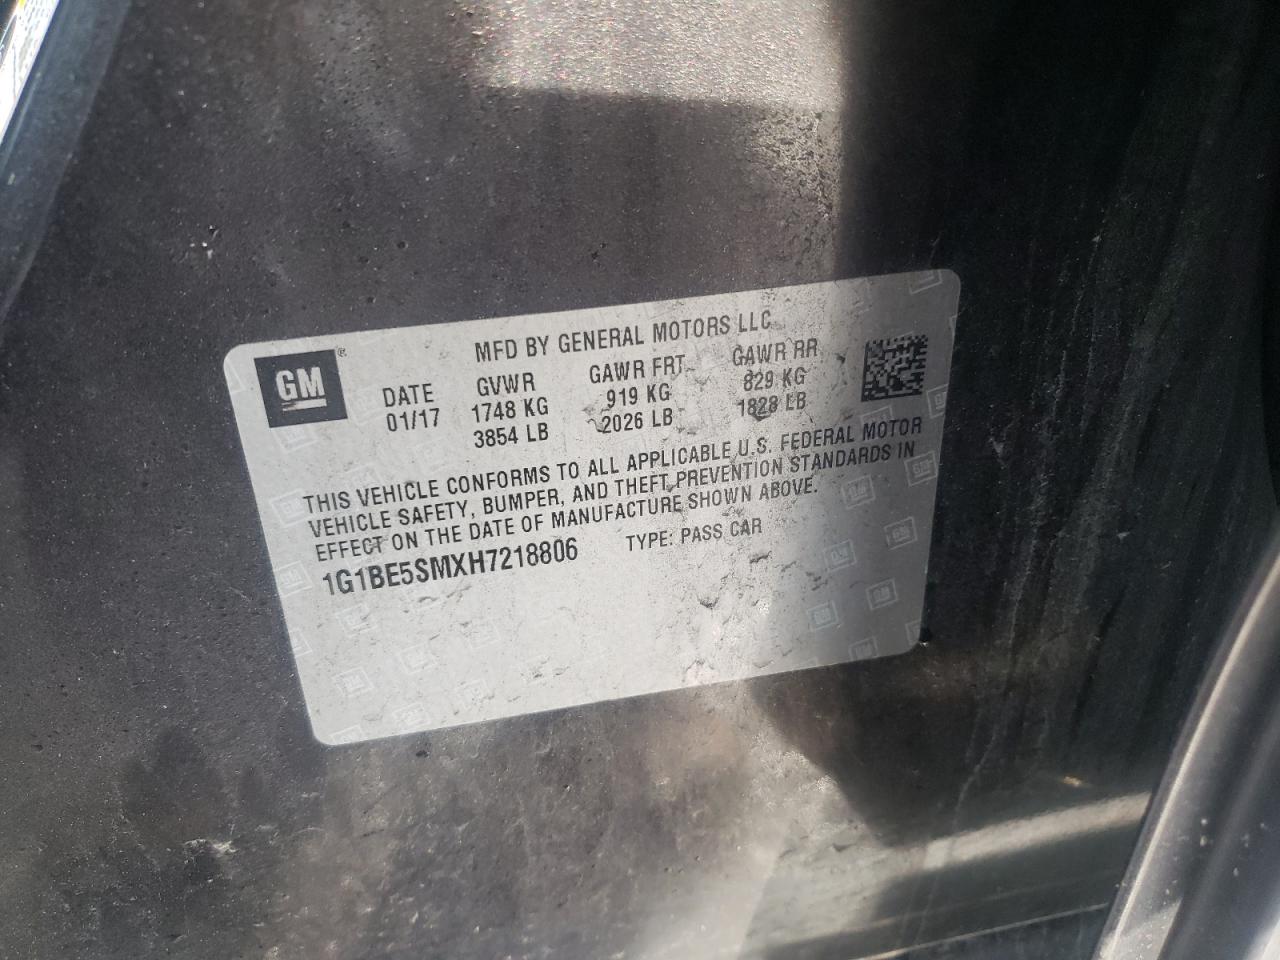 MFD BY GENERAL MOTORS LLC
GM ®
DATE GVWR GAWR FRT GAWR RR
01/17 1748 KG 919 KG 829 KG
3854 LB 2026 LB 1828 LB
THIS VEHICLE CONFORMS TO ALL APPLICABLE U.S. FEDERAL MOTOR
VEHICLE SAFETY, BUMPER, AND THEFT PREVENTION STANDARDS IN
EFFECT ON THE DATE OF MANUFACTURE SHOWN ABOVE.
1G1BE5SMXH7218806 TYPE: PASS CAR